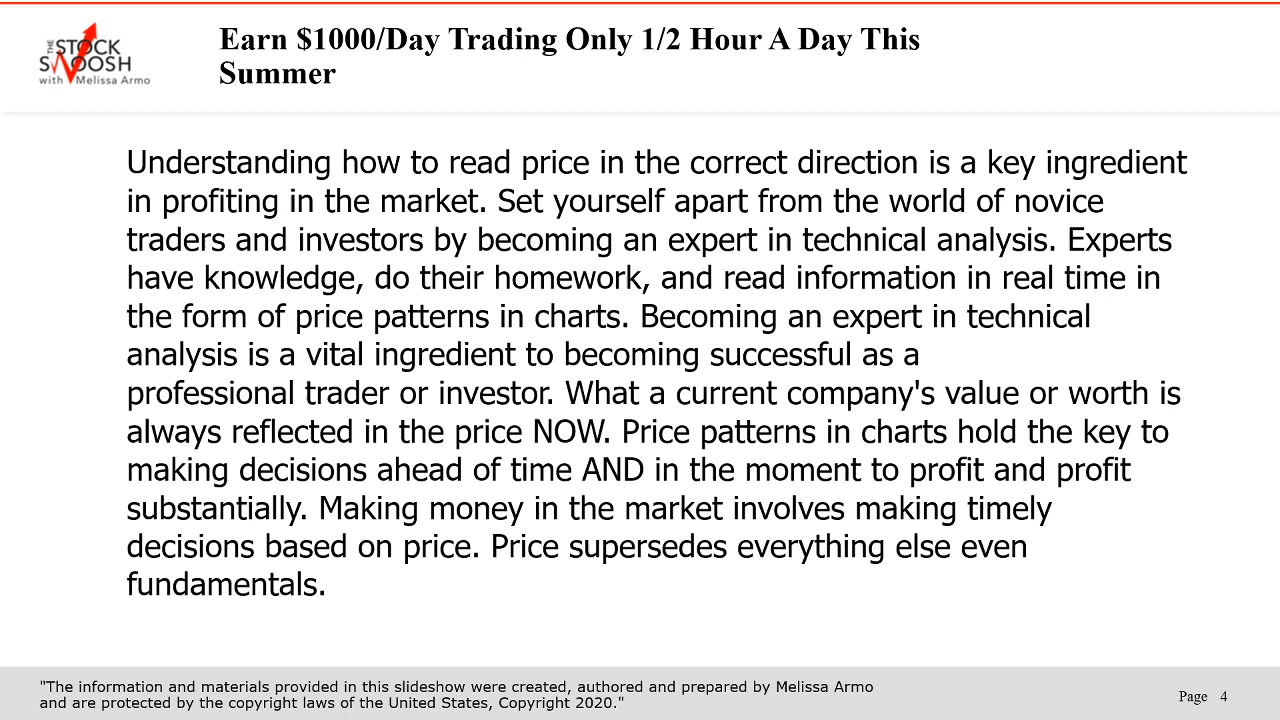 THE
STOCK
SWOOSH
with Melissa Armo
Earn $1000/Day Trading Only 1/2 Hour A Day This
Summer
Understanding how to read price in the correct direction is a key ingredient
in profiting in the market. Set yourself apart from the world of novice
traders and investors by becoming an expert in technical analysis. Experts
have knowledge, do their homework, and read information in real time in
the form of price patterns in charts. Becoming an expert in technical
analysis is a vital ingredient to becoming successful as a
professional trader or investor. What a current company's value or worth is
always reflected in the price NOW. Price patterns in charts hold the key to
making decisions ahead of time AND in the moment to profit and profit
substantially. Making money in the market involves making timely
decisions based on price. Price supersedes everything else even
fundamentals.
"The information and materials provided in this slideshow were created, authored and prepared by Melissa Armo
and are protected by the copyright laws of the United States, Copyright 2020."
Page 4